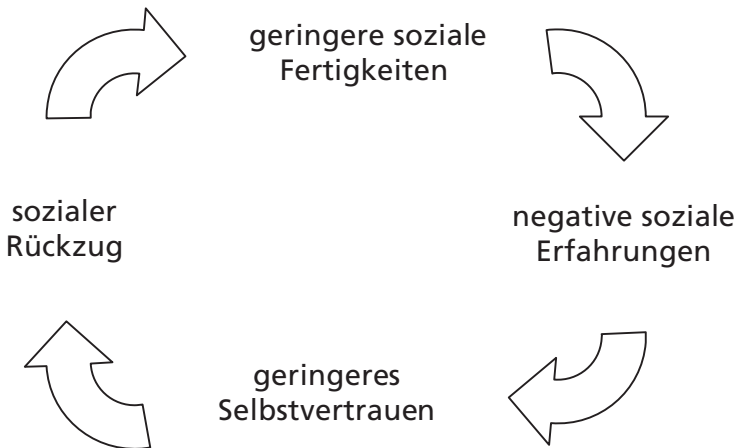 geringere soziale
Fertigkeiten
negative soziale
Erfahrungen
geringeres
Selbstvertrauen
sozialer
Rückzug